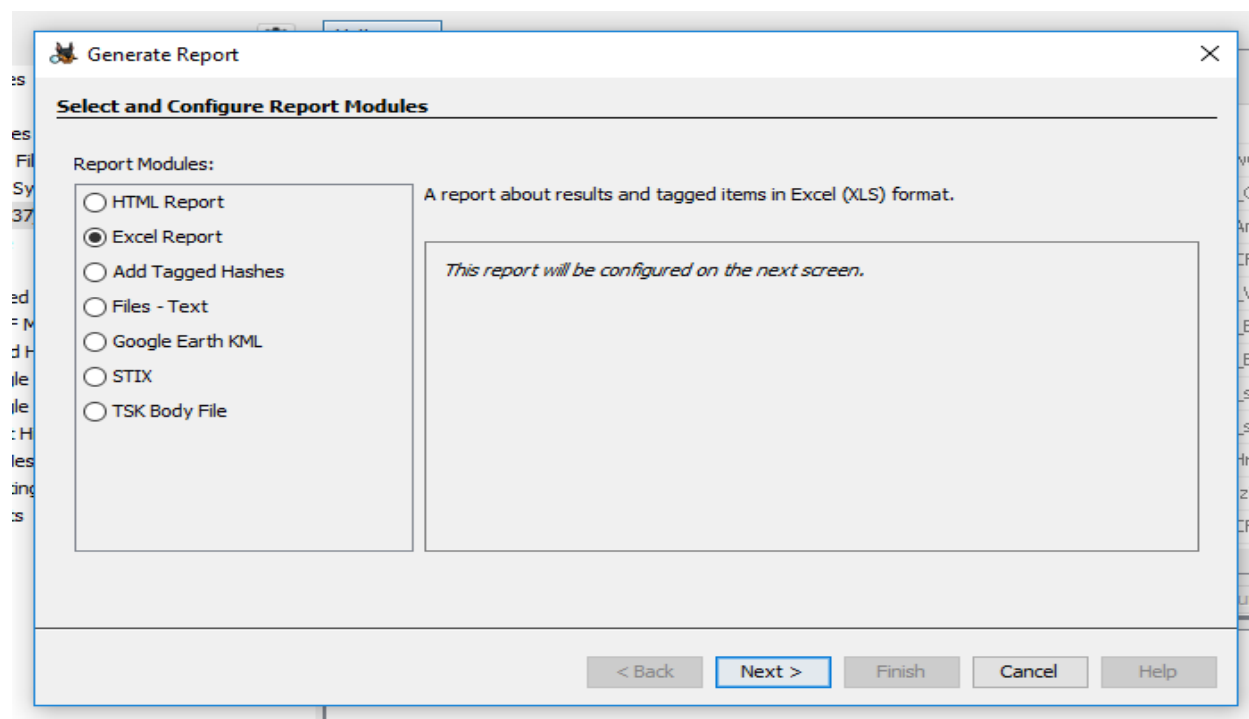 Generate Report
Select and Configure Report Modules
Report Modules:
HTML Report
Excel Report
Add Tagged Hashes
Files - Text
Google Earth KML
STIX
TSK Body File
A report about results and tagged items in Excel (XLS) format.
This report will be configured on the next screen.
< Back
Next >
Finish
Cancel
Help